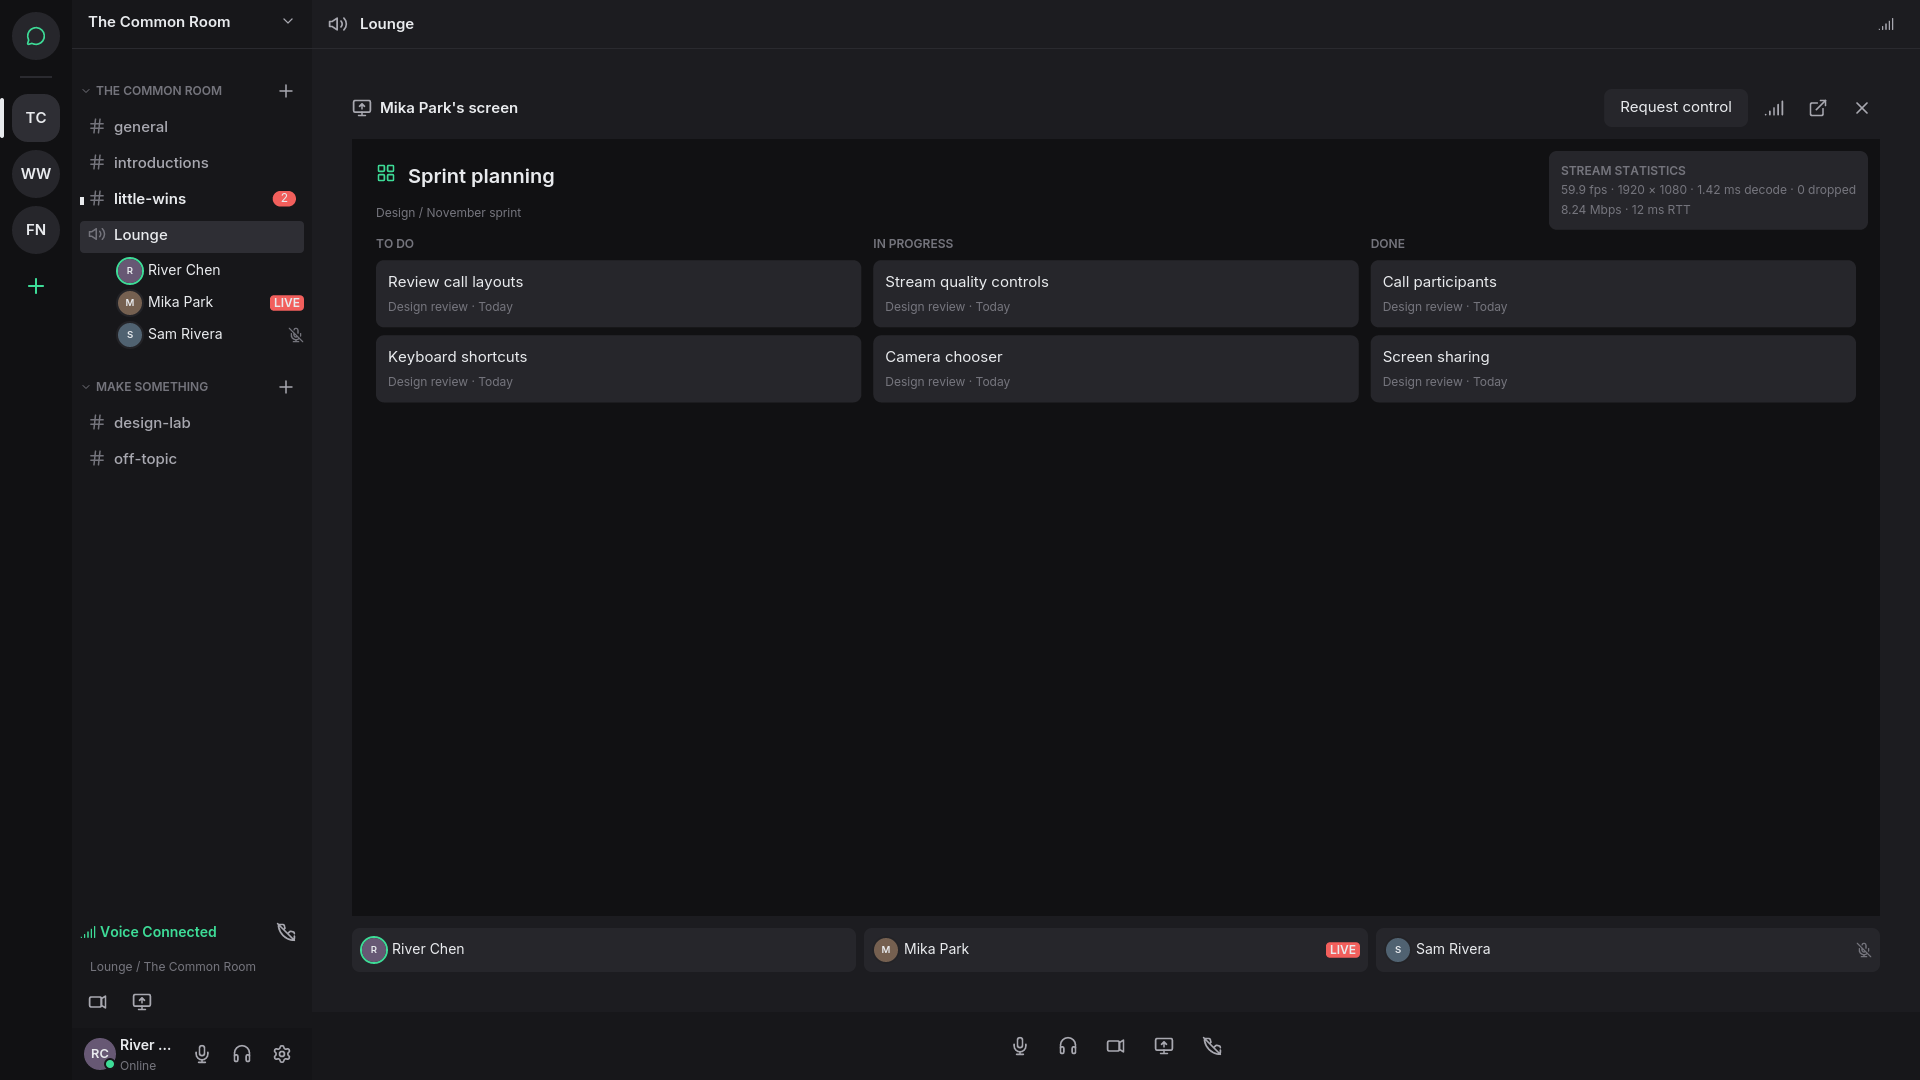 The Common Room
TC
WW
FN
THE COMMON ROOM
general
introductions
little-wins 2
Lounge
R River Chen
M Mika Park LIVE
S Sam Rivera
MAKE SOMETHING
design-lab
off-topic
Voice Connected
Lounge / The Common Room
RC River ...
Online
Lounge
Mika Park's screen
Request control
Sprint planning
Design / November sprint
STREAM STATISTICS
59.9 fps · 1920 × 1080 · 1.42 ms decode · 0 dropped
8.24 Mbps · 12 ms RTT
TO DO
Review call layouts
Design review · Today
Keyboard shortcuts
Design review · Today
IN PROGRESS
Stream quality controls
Design review · Today
Camera chooser
Design review · Today
DONE
Call participants
Design review · Today
Screen sharing
Design review · Today
R River Chen
M Mika Park LIVE
S Sam Rivera